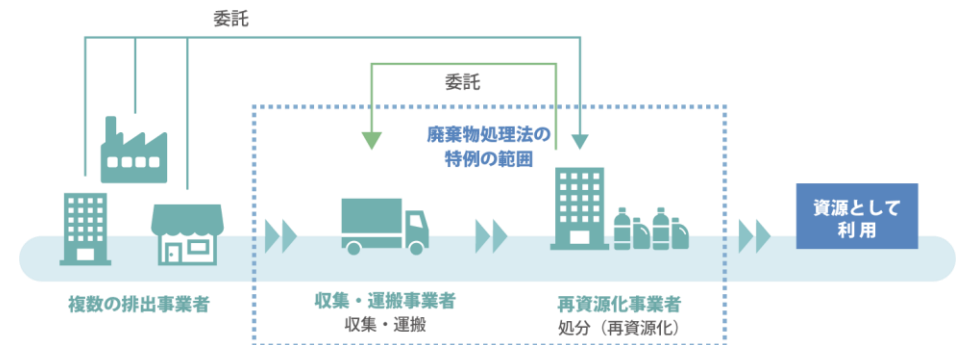 委託
委託
廃棄物処理法の
特例の範囲
資源として
利用
複数の排出事業者
収集・運搬事業者
収集・運搬
再資源化事業者
処分（再資源化）